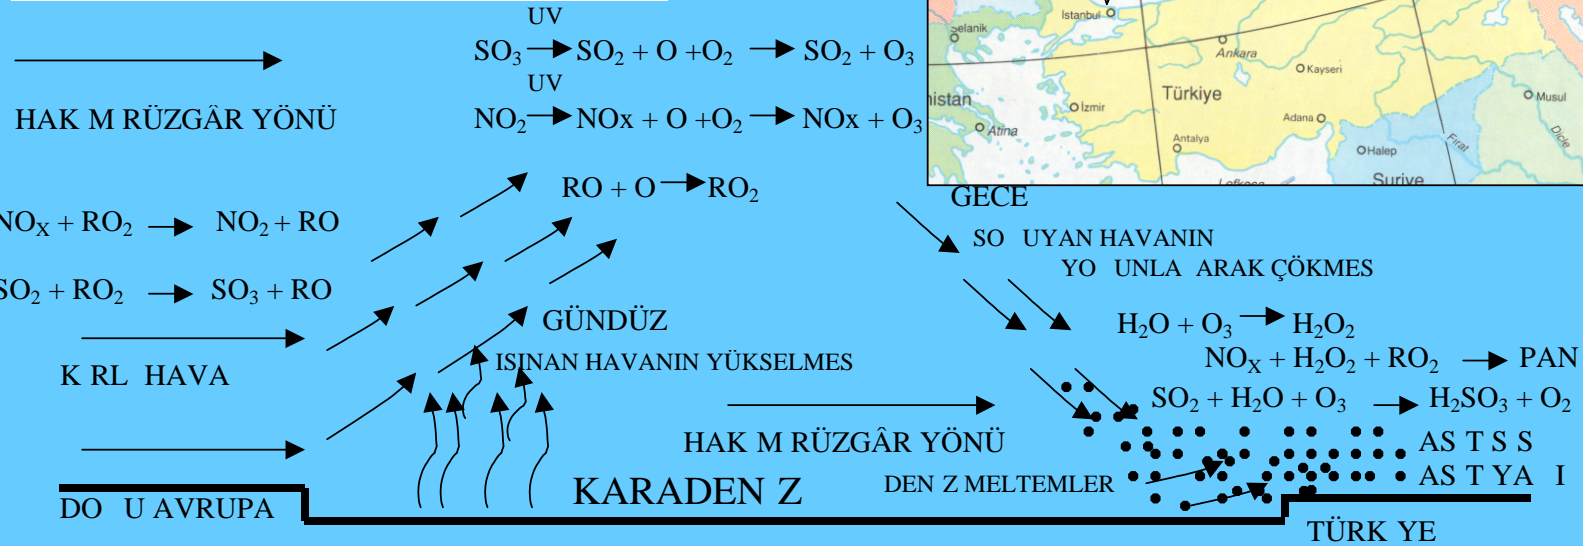 UV
SO₃ → SO₂ + O +O₂ → SO₂ + O₃
UV
NO₂ → NOx + O +O₂ → NOx + O₃
HAK M RÜZGÂR YÖNÜ
RO + O → RO₂
NOX + RO₂ → NO₂ + RO
SO₂ + RO₂ → SO₃ + RO
K RL HAVA
GÜNDÜZ
ISINAN HAVANIN YÜKSELMES
HAK M RÜZGÂR YÖNÜ
KARADEN Z
DO U AVRUPA
GECE
SO UYAN HAVANIN
YO UNLA ARAK ÇÖKMES
H₂O + O₃ → H₂O₂
NOX + H₂O₂ + RO₂ → PAN
SO₂ + H₂O + O₃ → H₂SO₃ + O₂
AS T S S
AS T YA I
DEN Z MELTEMLER
TÜRK YE
İstanbul
Selanik
Ankara
Kayseri
nistan
İzmir
Türkiye
Musul
Atina
Adana
Antalya
Halep
Fırat
Dicle
Lefkoşa
Suriye